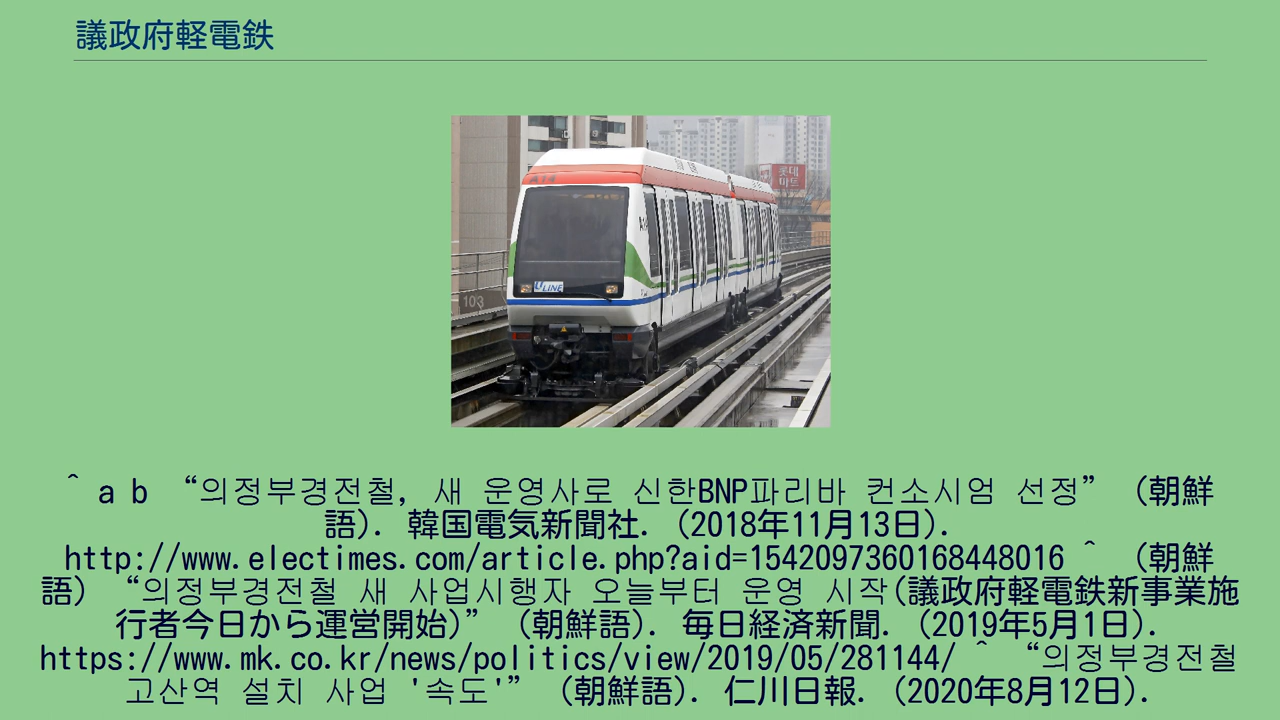 議政府軽電鉄
A14
롯데
마트
ULINE
103
^ a b “의정부경전철, 새 운영사로 신한BNP파리바 컨소시엄 선정” (朝鮮
語). 韓国電気新聞社. (2018年11月13日).
http://www.electimes.com/article.php?aid=1542097360168448016 ^ (朝鮮
語) “의정부경전철 새 사업시행자 오늘부터 운영 시작(議政府軽電鉄新事業施
行者今日から運営開始)” (朝鮮語). 毎日経済新聞. (2019年5月1日).
https://www.mk.co.kr/news/politics/view/2019/05/281144/ ^ “의정부경전철
고산역 설치 사업 '속도'” (朝鮮語). 仁川日報. (2020年8月12日).